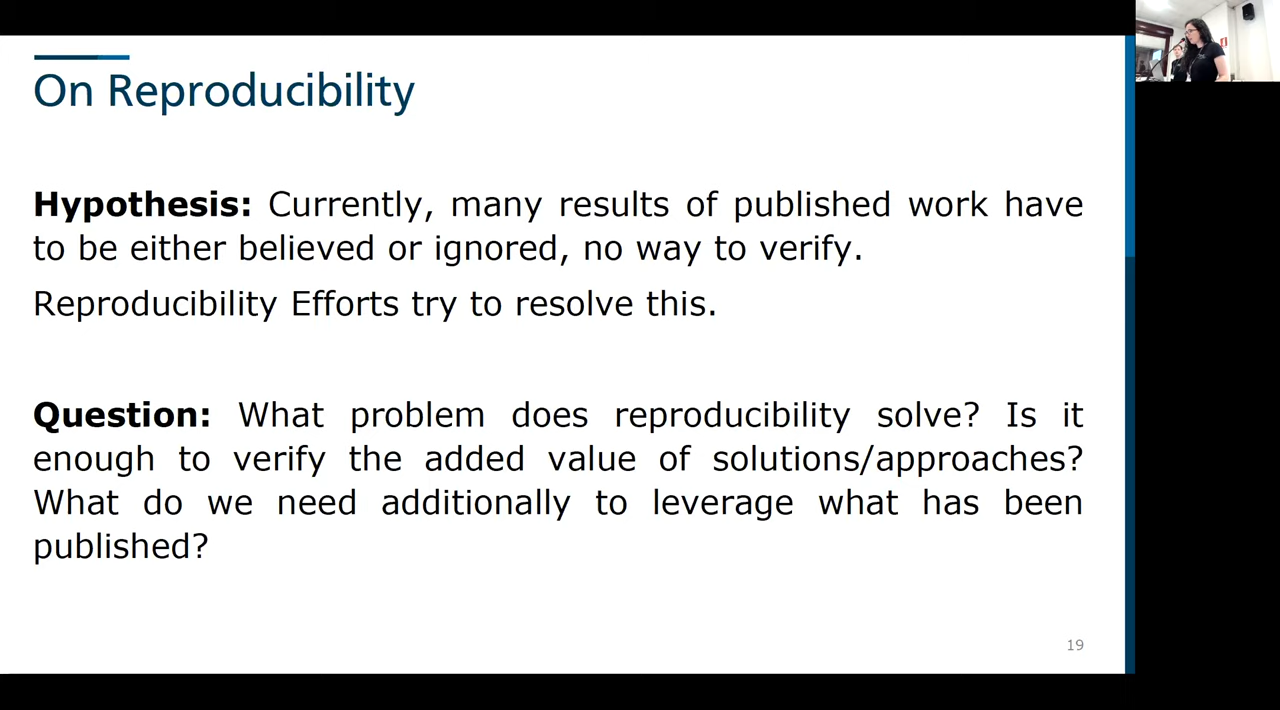 On Reproducibility
Hypothesis: Currently, many results of published work have
to be either believed or ignored, no way to verify.
Reproducibility Efforts try to resolve this.
Question: What problem does reproducibility solve? Is it
enough to verify the added value of solutions/approaches?
What do we need additionally to leverage what has been
published?
19